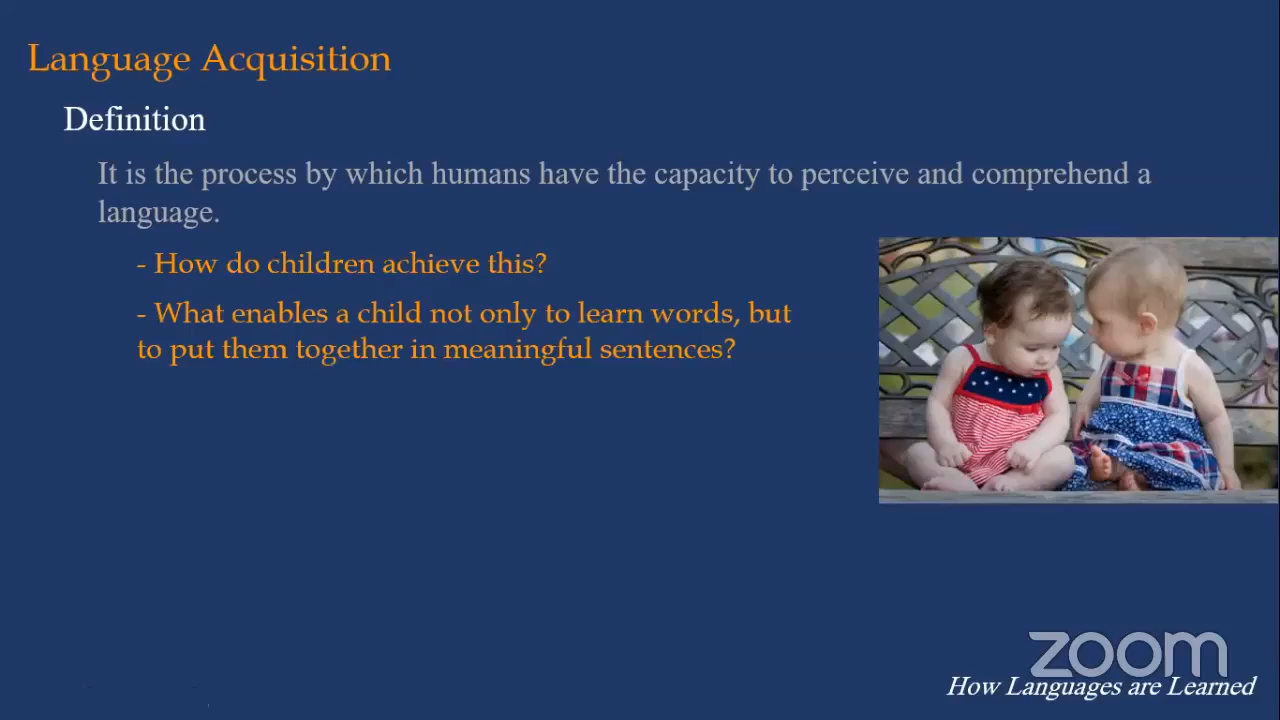 Language Acquisition
Definition
It is the process by which humans have the capacity to perceive and comprehend a
language.
- How do children achieve this?
- What enables a child not only to learn words, but
to put them together in meaningful sentences?
zoom
How Languages are Learned